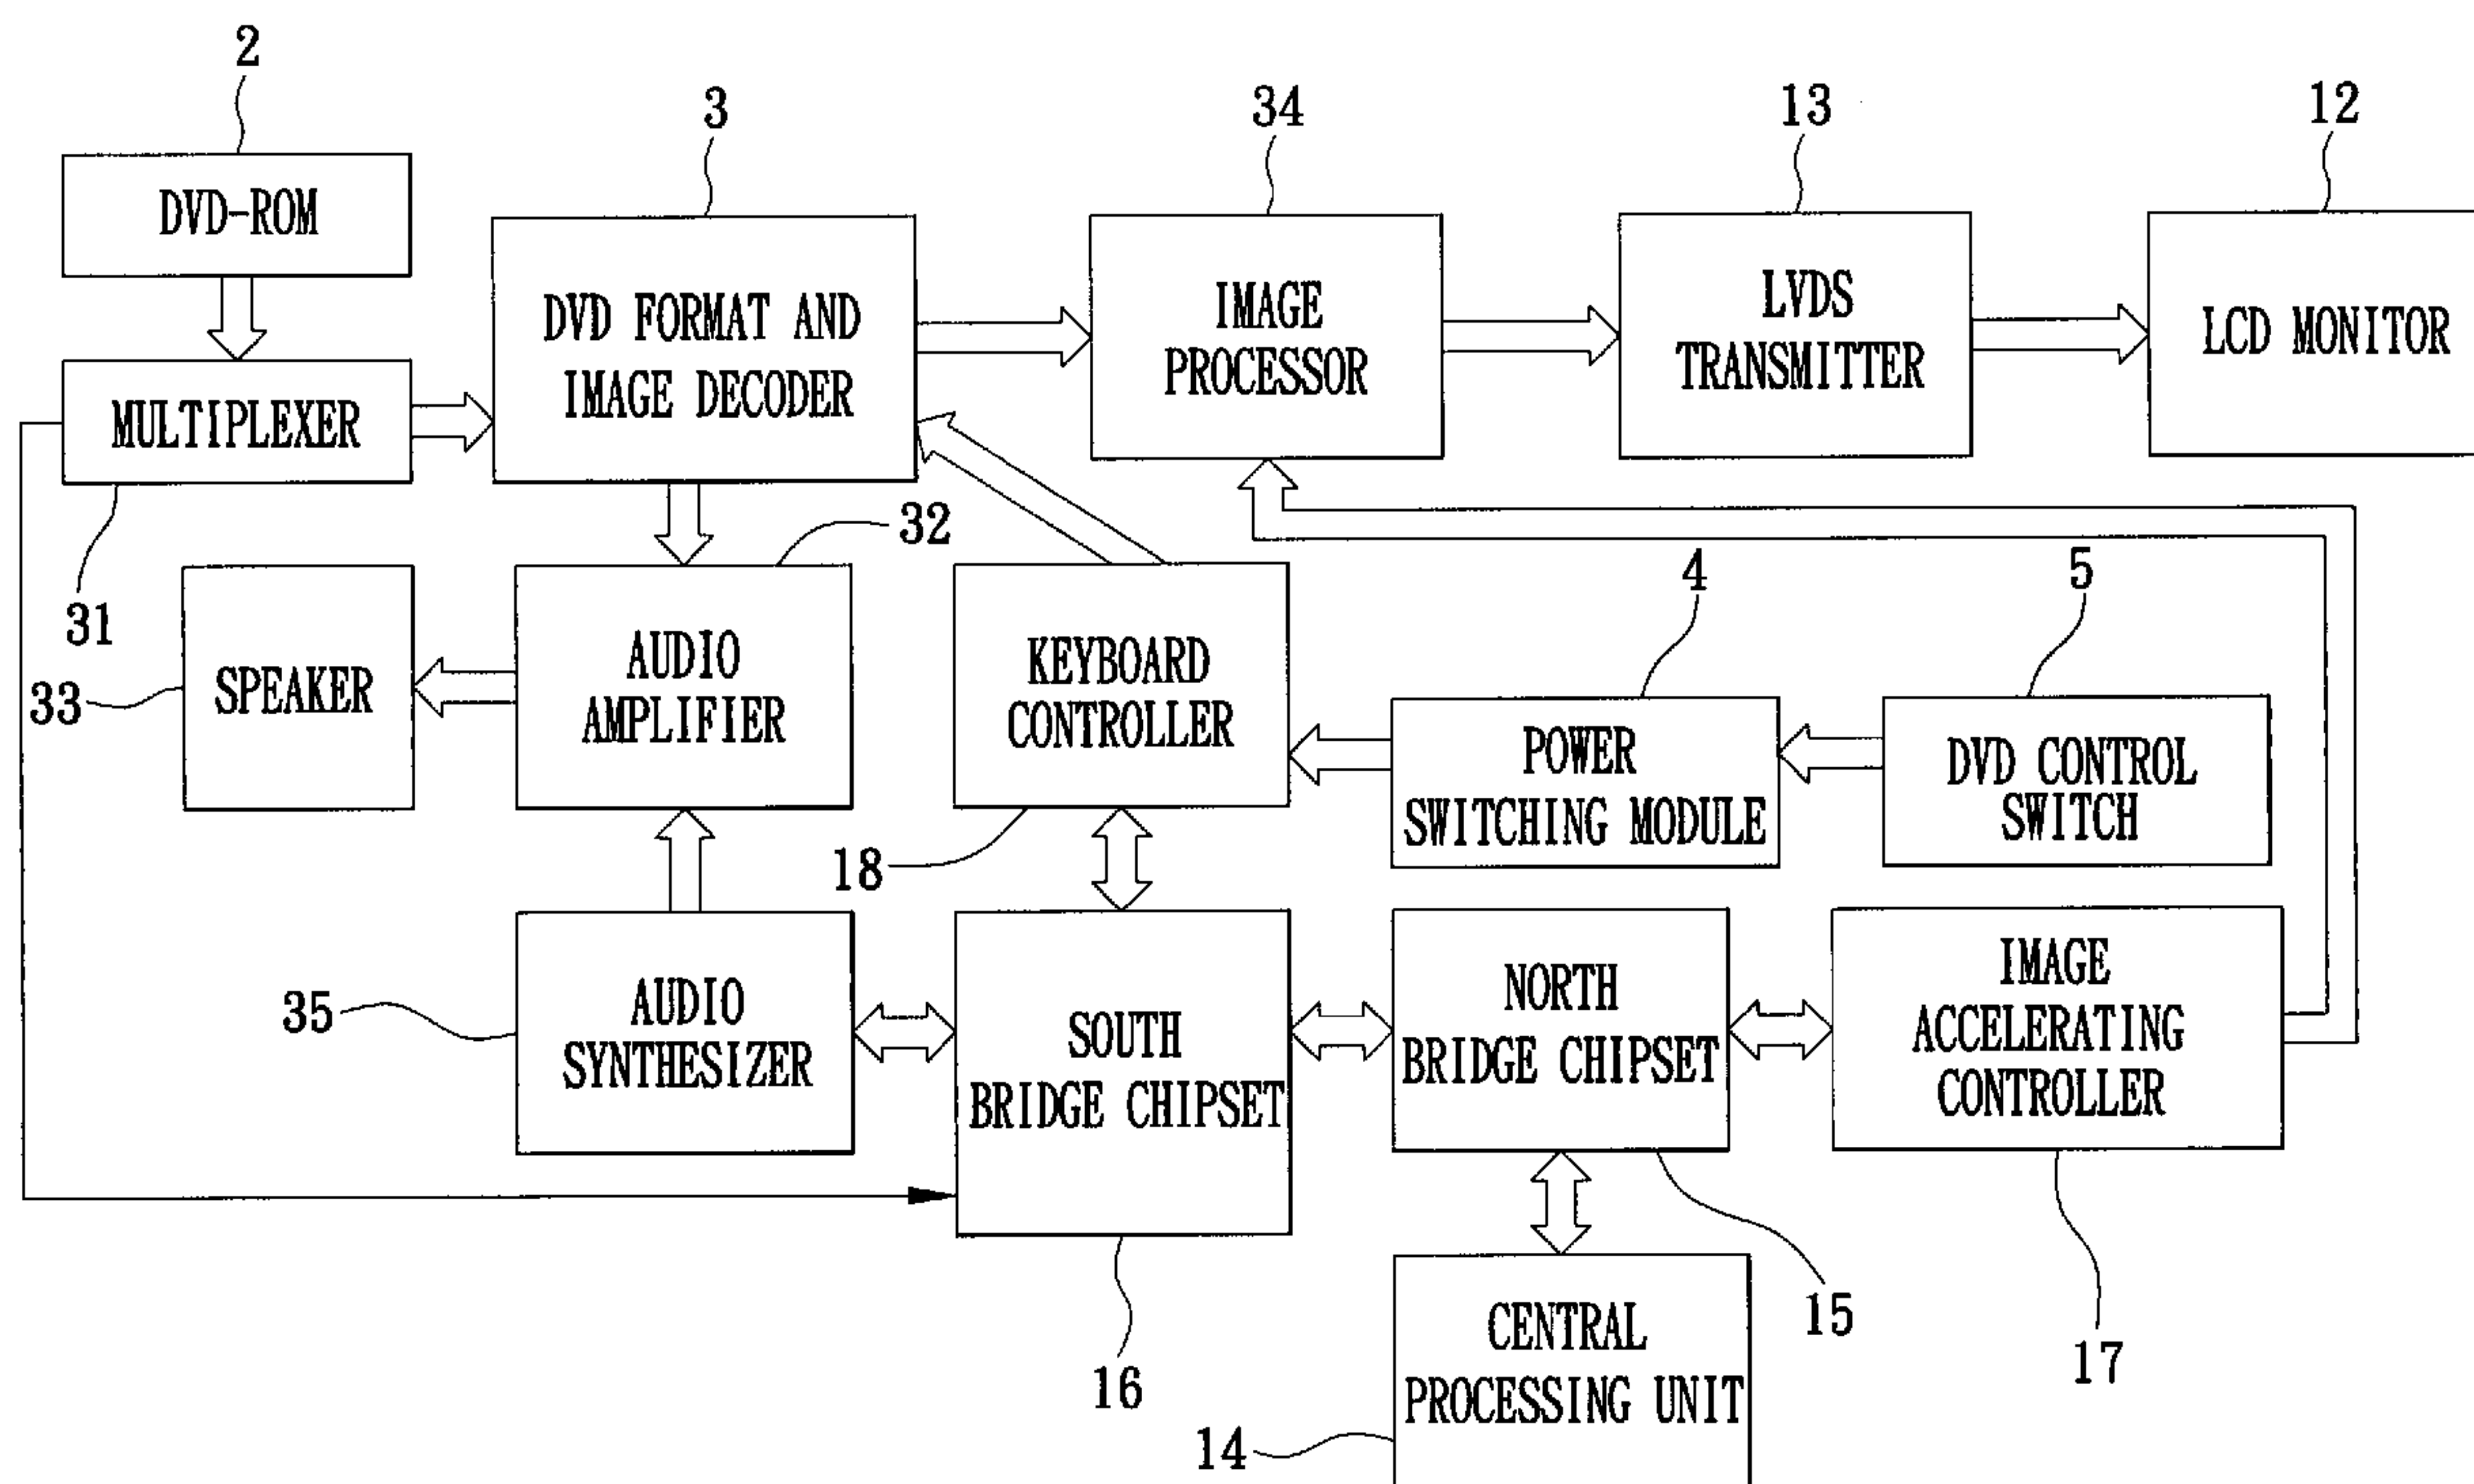 2
3
34
13
12
DVD-ROM
DVD FORMAT AND
IMAGE DECODER
IMAGE
PROCESSOR
LVDS
TRANSMITTER
LCD MONITOR
MULTIPLEXER
31
32
4
5
33
SPEAKER
AUDIO
AMPLIFIER
KEYBOARD
CONTROLLER
POWER
SWITCHING MODULE
DVD CONTROL
SWITCH
18
35
AUDIO
SYNTHESIZER
SOUTH
BRIDGE CHIPSET
NORTH
BRIDGE CHIPSET
IMAGE
ACCELERATING
CONTROLLER
16
CENTRAL
PROCESSING UNIT
15
17
14